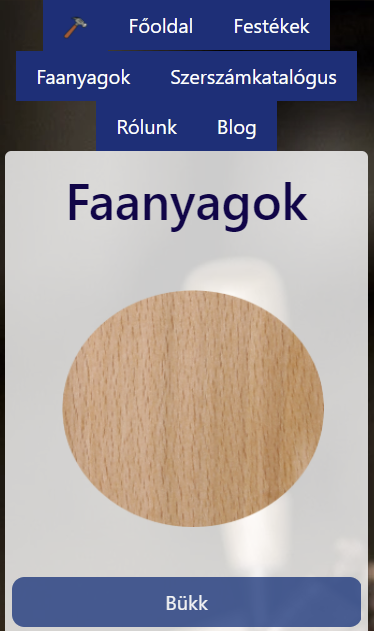 Főoldal Festékek
Faanyagok Szerszámkatalógus
Rólunk Blog
Faanyagok
Bükk